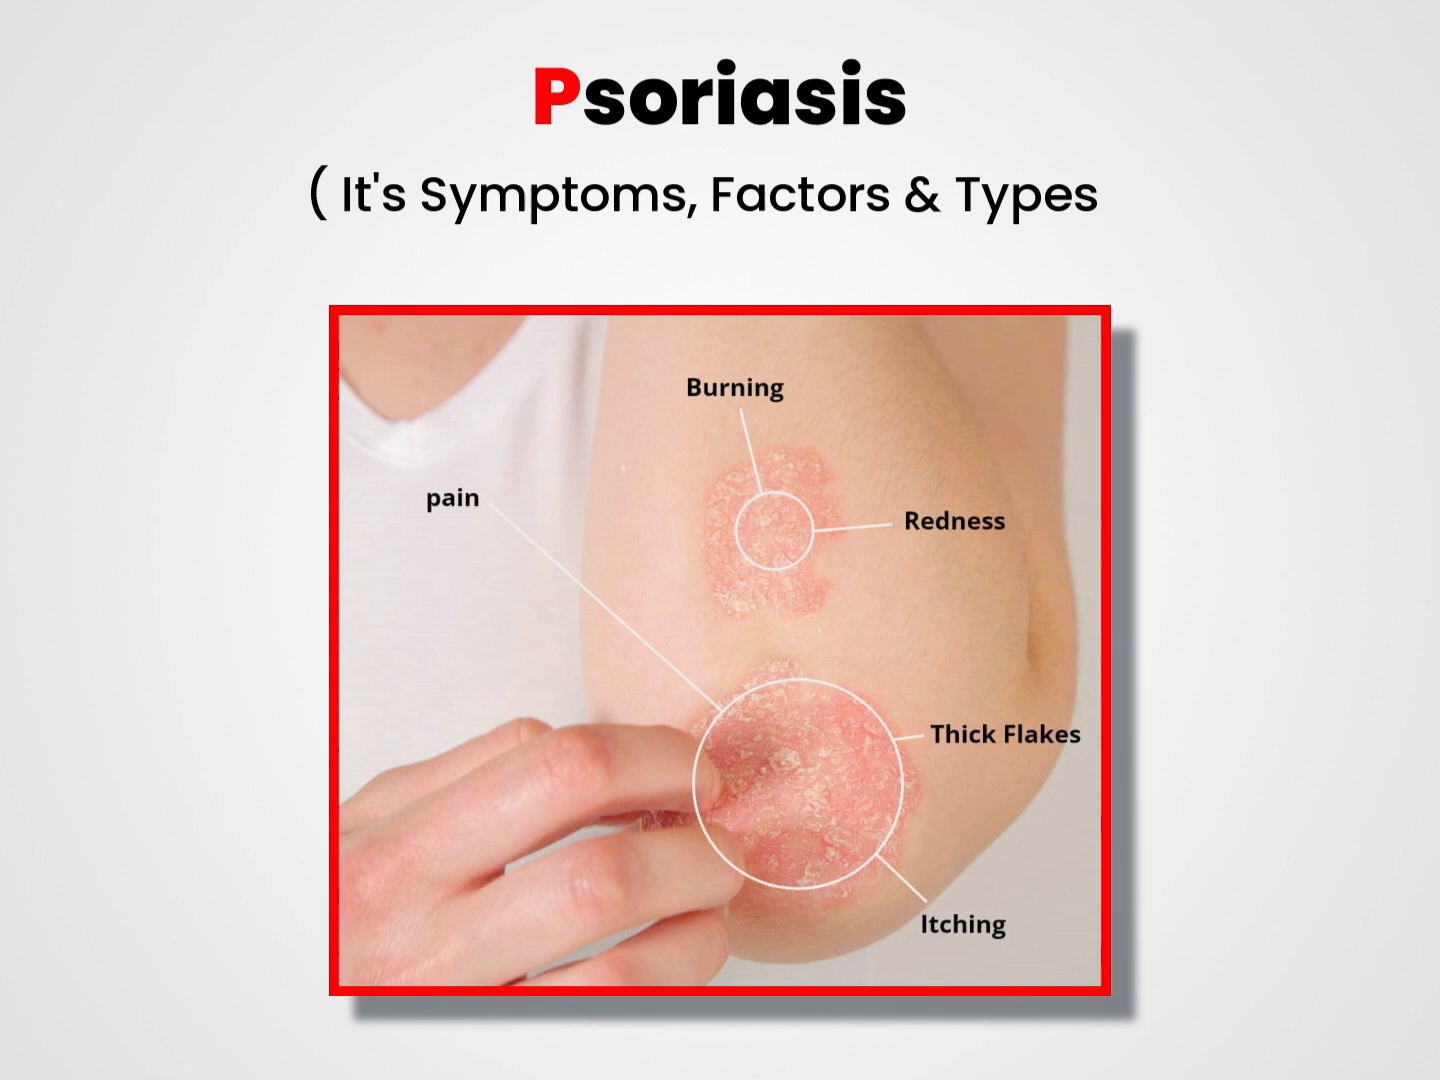 Psoriasis
( It's Symptoms, Factors & Types
Burning
pain
Redness
Thick Flakes
Itching